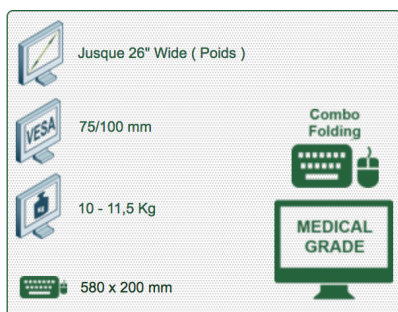 Jusque 26" Wide ( Poids )
VESA
75/100 mm
Combo
Folding
KG
10 - 11,5 Kg
MEDICAL
GRADE
580 x 200 mm